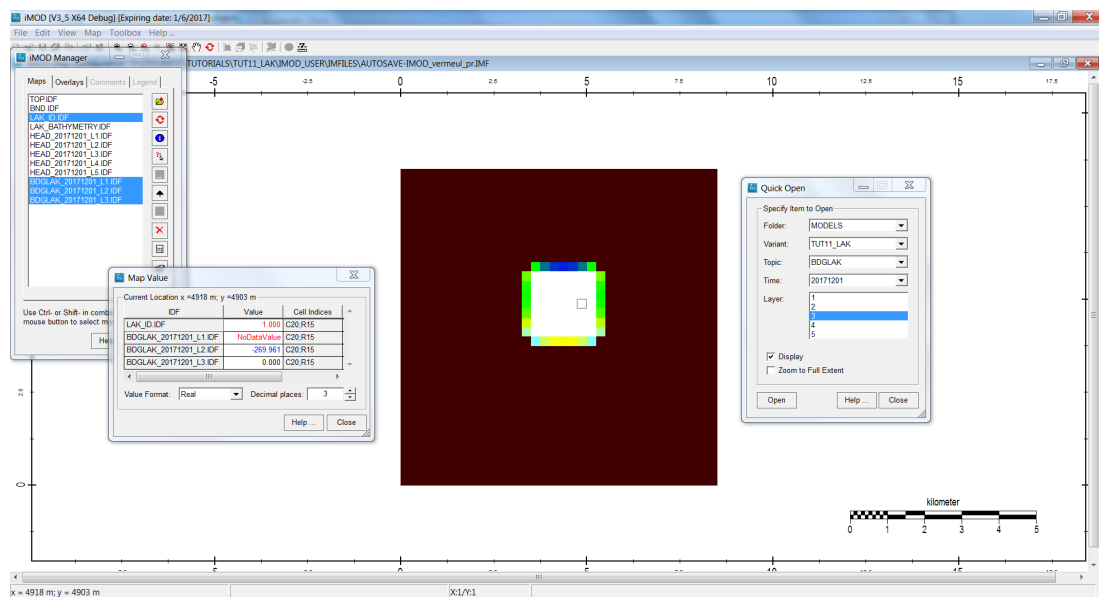 iMOD [V3_5 X64 Debug] [Expiring date: 1/6/2017]
File Edit View Map Toolbox Help ..
TUTORIALS\TUT11_LAK\IMOD_USER\IMFILES\AUTOSAVE-IMOD_vermeul_pr.IMF
iMOD Manager
Maps Overlays Comments Legend
TOP.IDF
BND.IDF
LAK_ID.IDF
LAK_BATHYMETRY.IDF
HEAD_20171201_L1.IDF
HEAD_20171201_L2.IDF
HEAD_20171201_L3.IDF
HEAD_20171201_L4.IDF
HEAD_20171201_L5.IDF
BDGLAK_20171201_L1.IDF
BDGLAK_20171201_L2.IDF
BDGLAK_20171201_L3.IDF
Use Ctrl- or Shift- in comb
mouse button to select m
He
-5 -2.5 0 2.5 5 7.5 10 12.5 15 17.5
2.5
0
Map Value
Current Location x =4918 m; y =4903 m
IDF Value Cell Indices
LAK_ID.IDF 1.000 C20;R15
BDGLAK_20171201_L1.IDF NoDataValue C20;R15
BDGLAK_20171201_L2.IDF -269.961 C20;R15
BDGLAK_20171201_L3.IDF 0.000 C20;R15
Value Format: Real Decimal places: 3
Help ... Close
Quick Open
Specify Item to Open
Folder: MODELS
Variant: TUT11_LAK
Topic: BDGLAK
Time: 20171201
Layer: 1
2
3
4
5
Display
Zoom to Full Extent
Open Help ... Close
kilometer
0 1 2 3 4 5
x = 4918 m; y = 4903 m X:1/Y:1